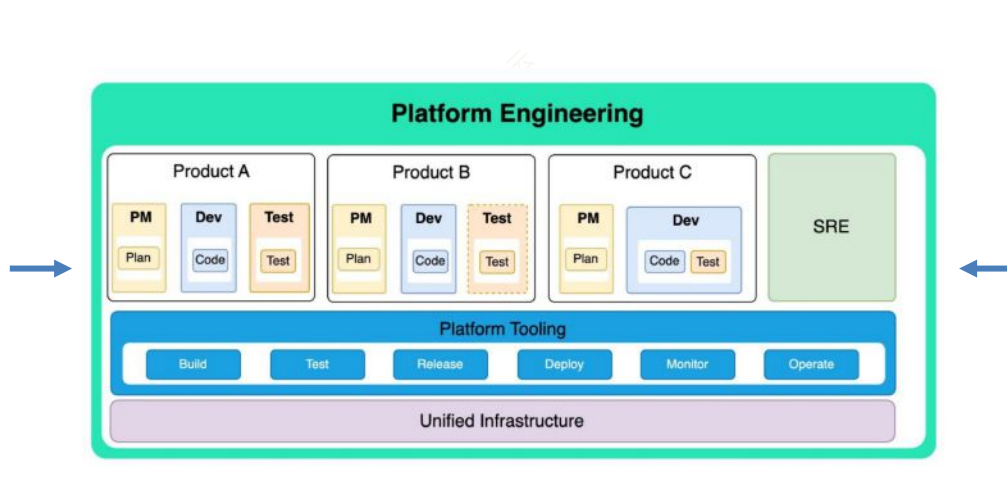 Platform Engineering
Product A
Product B
Product C
SRE
PM
Dev
Test
PM
Dev
Test
PM
Dev
Plan
Code
Test
Plan
Code
Test
Plan
Code
Test
Platform Tooling
Build
Test
Release
Deploy
Monitor
Operate
Unified Infrastructure